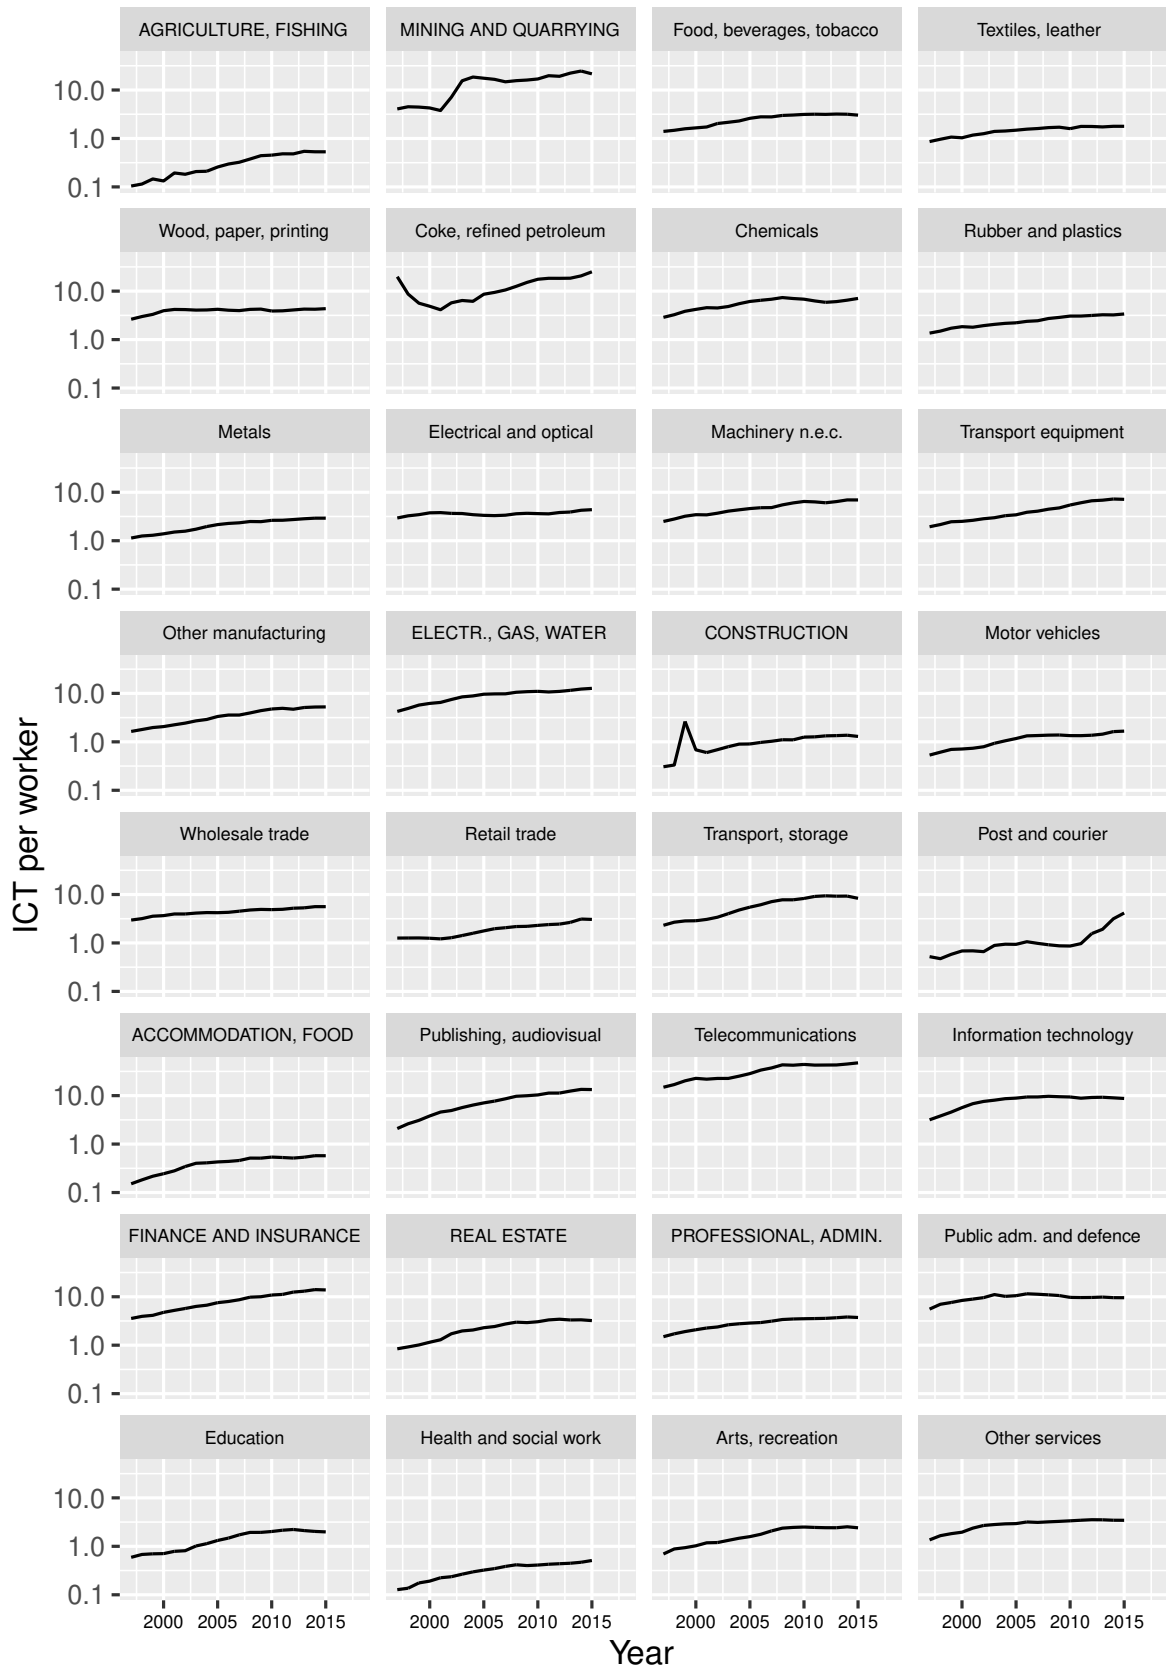 AGRICULTURE, FISHING MINING AND QUARRYING Food, beverages, tobacco Textiles, leather
10.0
1.0
0.1
Wood, paper, printing Coke, refined petroleum Chemicals Rubber and plastics
10.0
1.0
0.1
Metals Electrical and optical Machinery n.e.c. Transport equipment
10.0
1.0
0.1
Other manufacturing ELECTR., GAS, WATER CONSTRUCTION Motor vehicles
10.0
1.0
0.1
ICT per worker
Wholesale trade Retail trade Transport, storage Post and courier
10.0
1.0
0.1
ACCOMMODATION, FOOD Publishing, audiovisual Telecommunications Information technology
10.0
1.0
0.1
FINANCE AND INSURANCE REAL ESTATE PROFESSIONAL, ADMIN. Public adm. and defence
10.0
1.0
0.1
Education Health and social work Arts, recreation Other services
10.0
1.0
0.1
2000 2005 2010 2015 2000 2005 2010 2015 2000 2005 2010 2015 2000 2005 2010 2015
Year